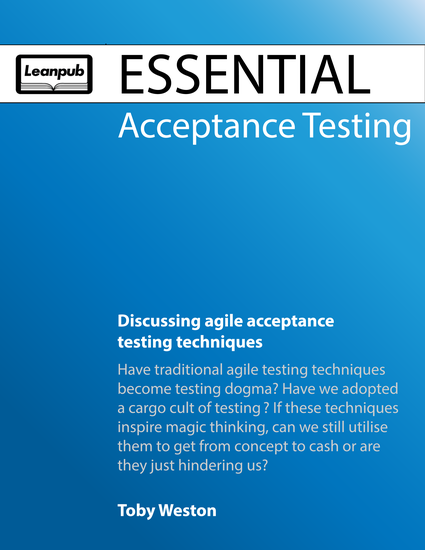 Leanpub
ESSENTIAL
Acceptance Testing
Discussing agile acceptance
testing techniques
Have traditional agile testing techniques
become testing dogma? Have we adopted
a cargo cult of testing? If these techniques
inspire magic thinking, can we still utilise
them to get from concept to cash or are
they just hindering us?
Toby Weston